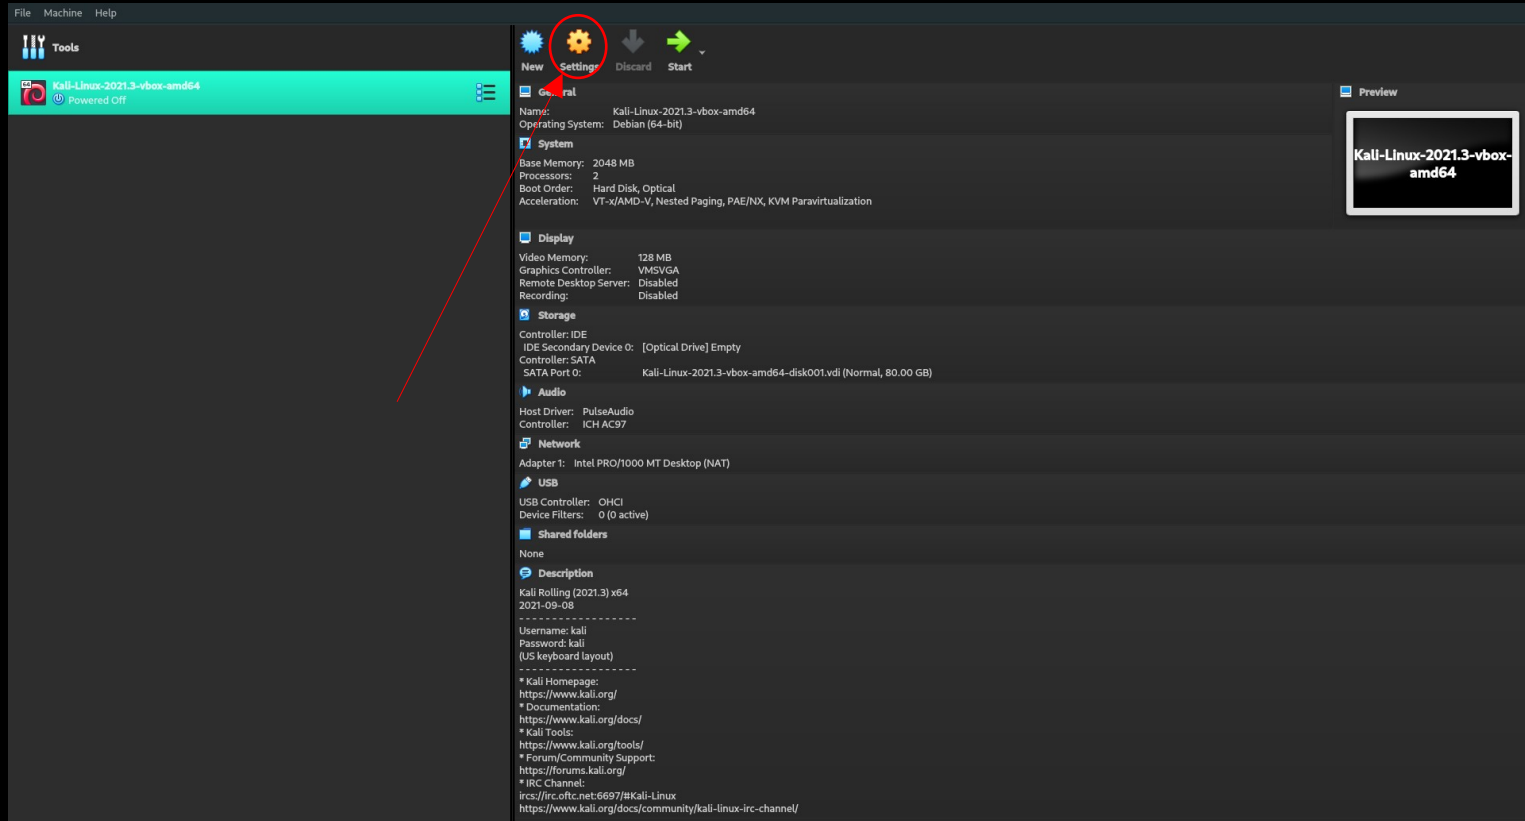 File Machine Help
Tools
Kali-Linux-2021.3-vbox-amd64
Powered Off
New Settings Discard Start
General
Name: Kali-Linux-2021.3-vbox-amd64
Operating System: Debian (64-bit)
System
Base Memory: 2048 MB
Processors: 2
Boot Order: Hard Disk, Optical
Acceleration: VT-x/AMD-V, Nested Paging, PAE/NX, KVM Paravirtualization
Display
Video Memory: 128 MB
Graphics Controller: VMSVGA
Remote Desktop Server: Disabled
Recording: Disabled
Storage
Controller: IDE
IDE Secondary Device 0: [Optical Drive] Empty
Controller: SATA
SATA Port 0: Kali-Linux-2021.3-vbox-amd64-disk001.vdi (Normal, 80.00 GB)
Audio
Host Driver: PulseAudio
Controller: ICH AC97
Network
Adapter 1: Intel PRO/1000 MT Desktop (NAT)
USB
USB Controller: OHCI
Device Filters: 0 (0 active)
Shared folders
None
Description
Kali Rolling (2021.3) x64
2021-09-08
- - - - - - - - - - - - - - - - - -
Username: kali
Password: kali
(US keyboard layout)
- - - - - - - - - - - - - - - - - -
* Kali Homepage:
https://www.kali.org/
* Documentation:
https://www.kali.org/docs/
* Kali Tools:
https://www.kali.org/tools/
* Forum/Community Support:
https://forums.kali.org/
* IRC Channel:
ircs://irc.oftc.net:6697/#Kali-Linux
https://www.kali.org/docs/community/kali-linux-irc-channel/
Preview
Kali-Linux-2021.3-vbox-
amd64
64